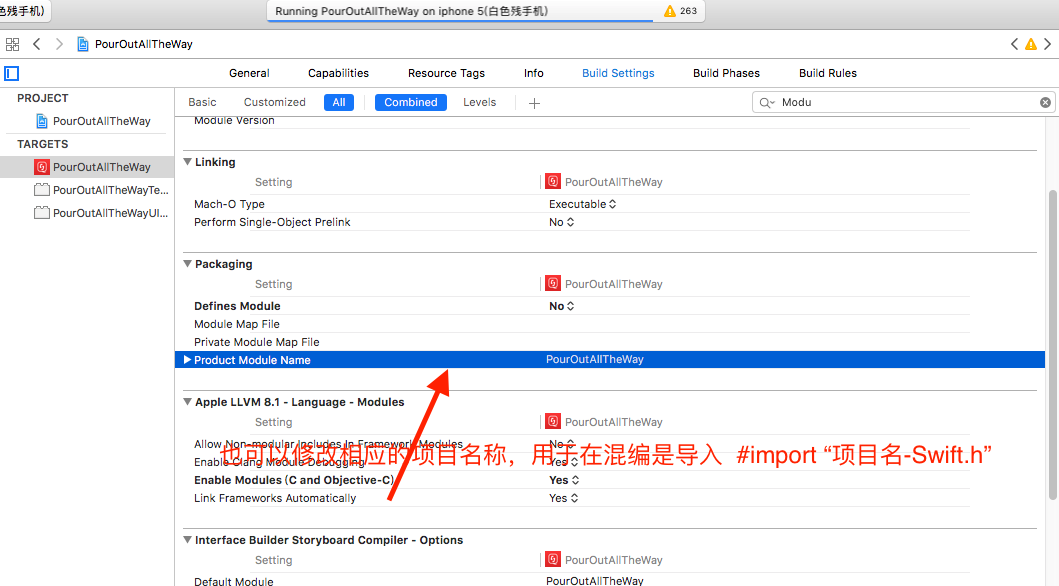 色残手机)
Running PourOutAllTheWay on iphone 5(白色残手机)
263
PourOutAllTheWay
General
Capabilities
Resource Tags
Info
Build Settings
Build Phases
Build Rules
PROJECT
PourOutAllTheWay
TARGETS
PourOutAllTheWay
PourOutAllTheWayTe...
PourOutAllTheWayUI...
Basic
Customized
All
Combined
Levels
Modu
Module Version
Linking
Setting
PourOutAllTheWay
Mach-O Type
Executable
Perform Single-Object Prelink
No
Packaging
Setting
PourOutAllTheWay
Defines Module
No
Module Map File
Private Module Map File
Product Module Name
PourOutAllTheWay
Apple LLVM 8.1 - Language - Modules
Setting
PourOutAllTheWay
Allow Non-modular Includes In Framework Modules
No
也可以修改相应的项目名称，用于在混编是导入 #import “项目名-Swift.h”
Enable Clang Module Debugging
Yes
Enable Modules (C and Objective-C)
Yes
Link Frameworks Automatically
Yes
Interface Builder Storyboard Compiler - Options
Setting
PourOutAllTheWay
Default Module
PourOutAllTheWay